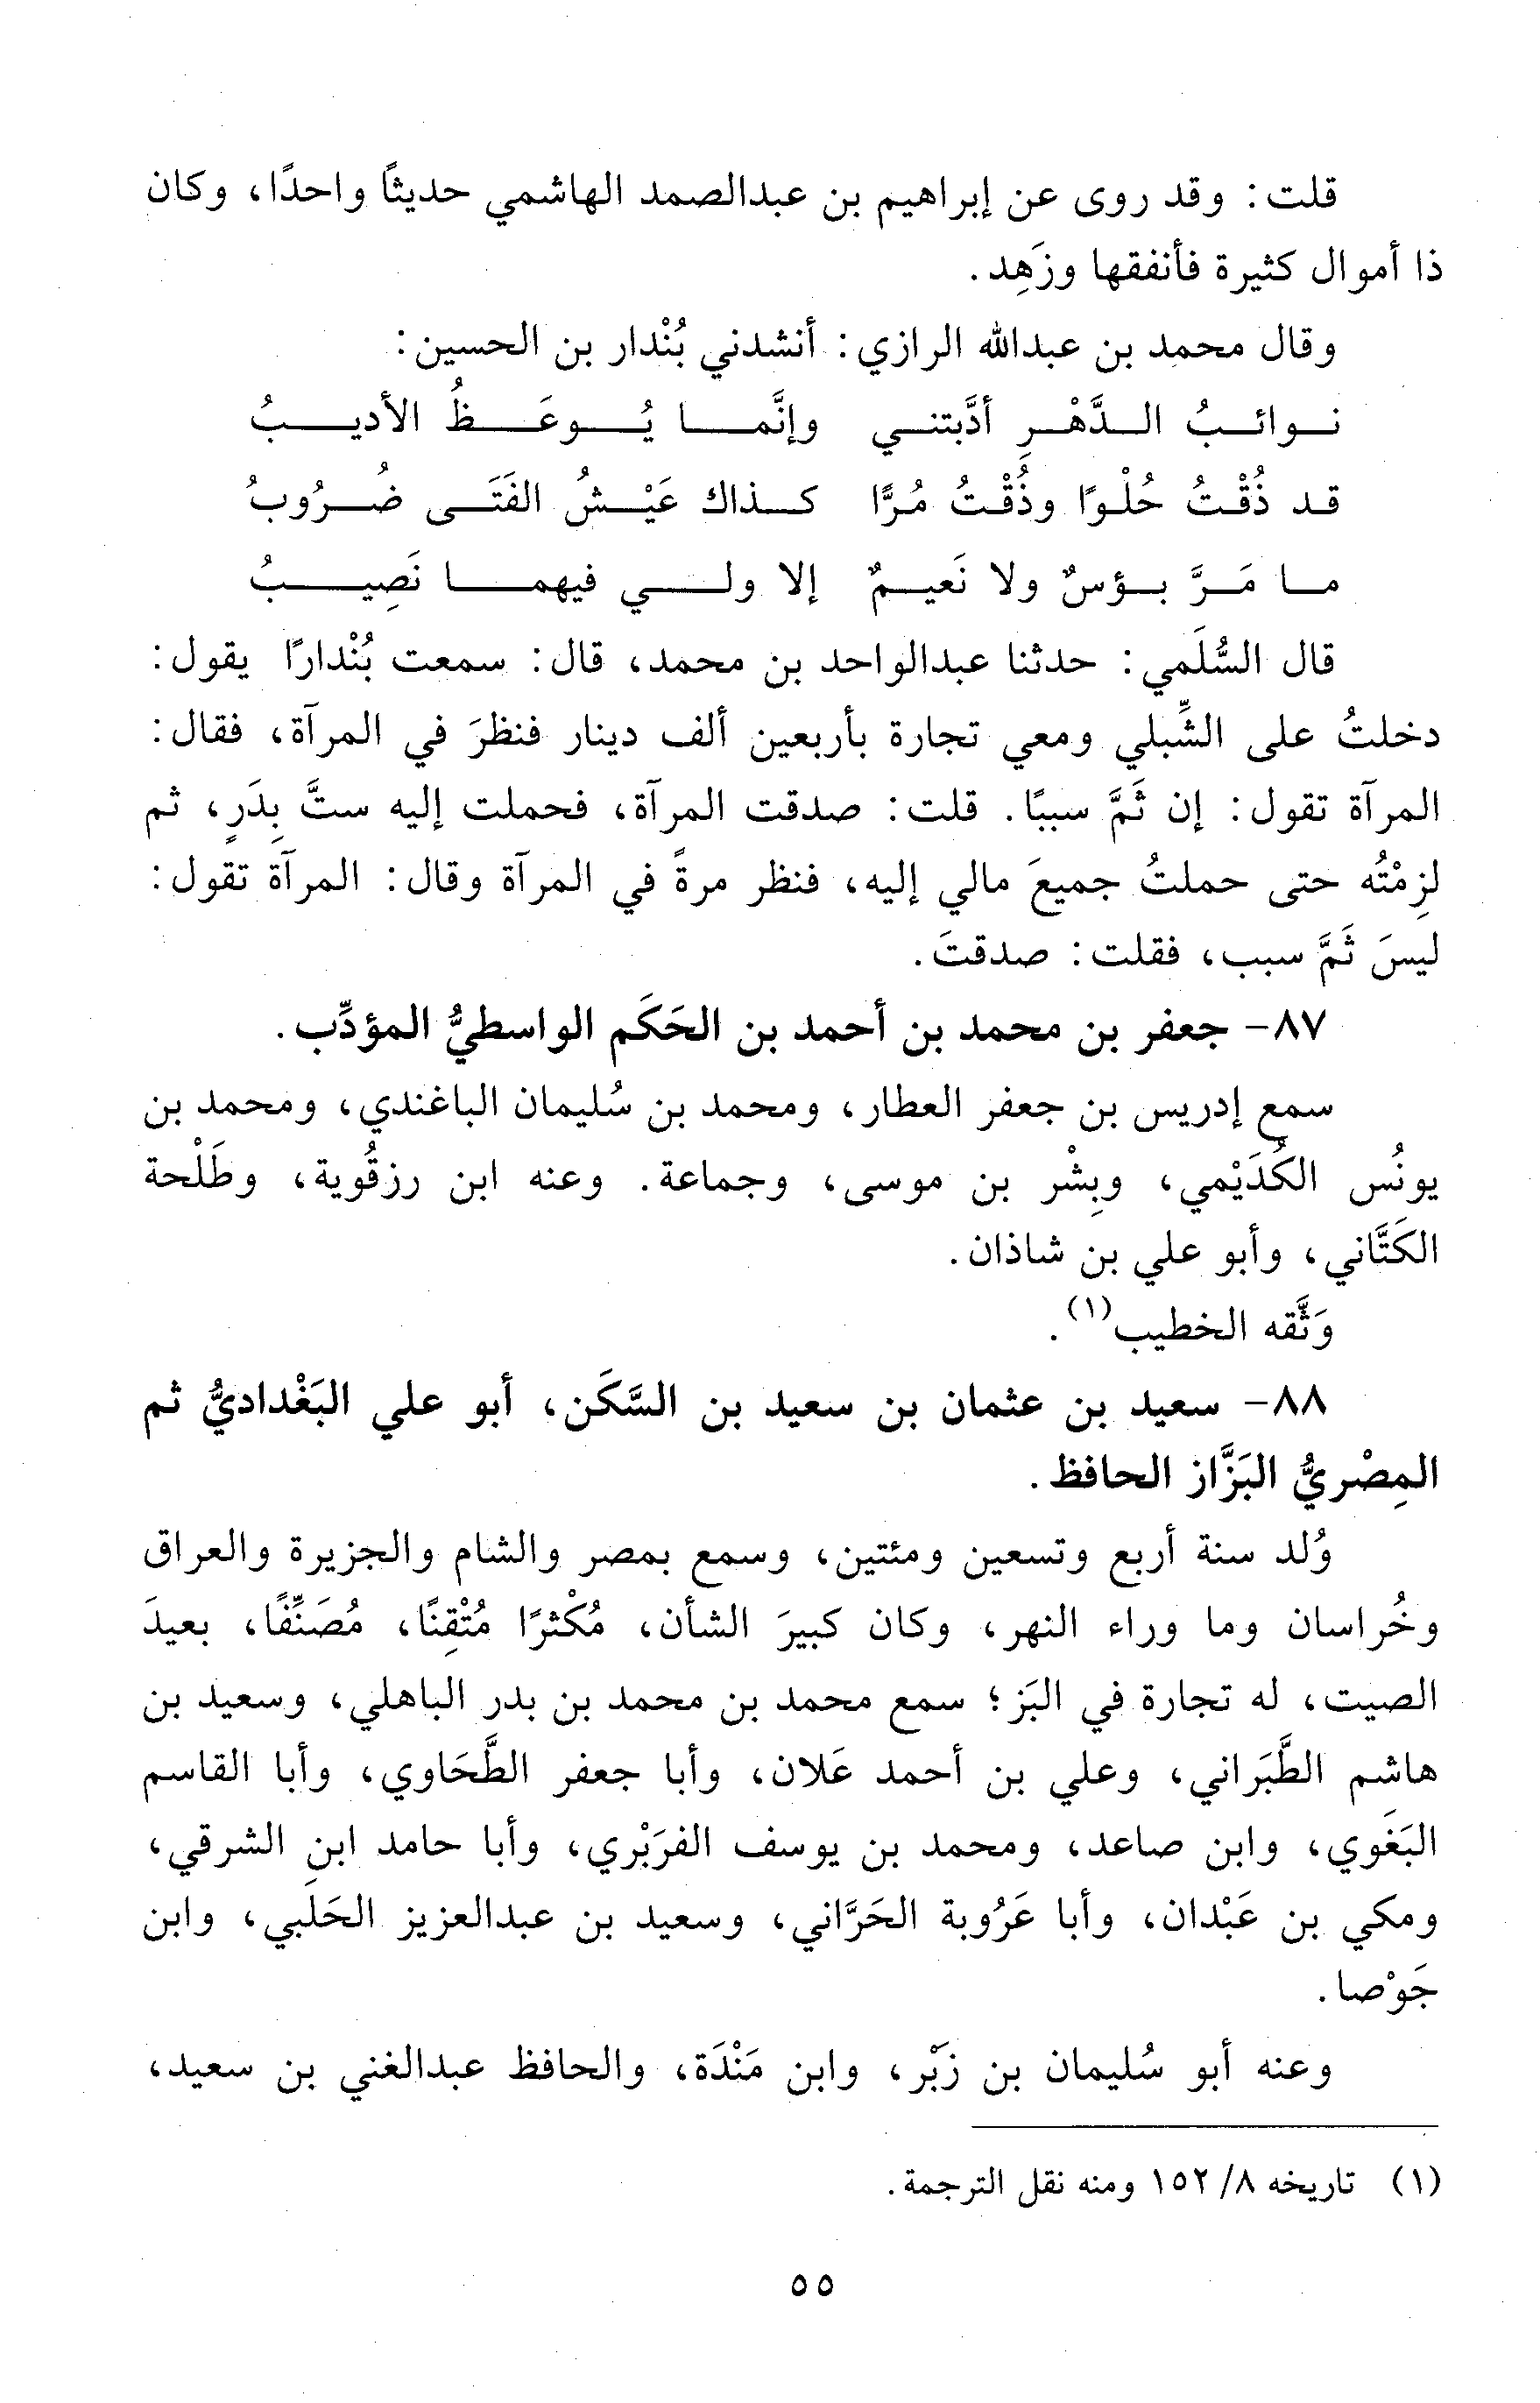 قلت: وقد روى عن إبراهيم بن عبدالصمد الهاشمي حديثًا واحدًا، وكان
ذا أموال كثيرة فأنفقها وزَهِد.
وقال محمد بن عبدالله الرازي: أنشدني بُنْدار بن الحسين:
نوائبُ الدَّهْرِ أدَّبتني وإنَّما يُوعَظُ الأديبُ
قد ذُقْتُ حُلْوًا وذُقْتُ مُرًّا كذاك عَيْشُ الفَتَى ضُرُوبُ
ما مَرَّ بؤسٌ ولا نَعيمٌ إلا ولي فيهما نَصِيبُ
قال السُّلَمي: حدثنا عبدالواحد بن محمد، قال: سمعت بُنْدارًا يقول:
دخلتُ على الشِّبلي ومعي تجارة بأربعين ألف دينار فنظرَ في المرآة، فقال:
المرآة تقول: إن ثَمَّ سببًا. قلت: صدقت المرآة، فحملت إليه ستَّ بِدَرٍ، ثم
لزِمْتُه حتى حملتُ جميعَ مالي إليه، فنظر مرةً في المرآة وقال: المرآة تقول:
ليسَ ثَمَّ سبب، فقلت: صدقتَ.
٨٧- جعفر بن محمد بن أحمد بن الحَكَم الواسطيُّ المؤدِّب.
سمع إدريس بن جعفر العطار، ومحمد بن سُليمان الباغندي، ومحمد بن
يونُس الكُدَيْمي، وبِشْر بن موسى، وجماعة. وعنه ابن رزقُوية، وطَلْحة
الكَتَّاني، وأبو علي بن شاذان.
وَثَّقه الخطيب(١).
٨٨- سعيد بن عثمان بن سعيد بن السَّكَن، أبو علي البَغْداديُّ ثم
المِصْريُّ البَزَّاز الحافظ.
وُلد سنة أربع وتسعين ومئتين، وسمع بمصر والشام والجزيرة والعراق
وخُراسان وما وراء النهر، وكان كبيرَ الشأن، مُكْثرًا مُتْقِنًا، مُصَنِّفًا، بعيدَ
الصيت، له تجارة في البَز؛ سمع محمد بن محمد بن بدر الباهلي، وسعيد بن
هاشم الطَّبَراني، وعلي بن أحمد عَلان، وأبا جعفر الطَّحَاوي، وأبا القاسم
البَغَوي، وابن صاعد، ومحمد بن يوسف الفرَبْري، وأبا حامد ابنِ الشرقي،
ومكي بن عَبْدان، وأبا عَرُوبة الحَرَّاني، وسعيد بن عبدالعزيز الحَلَبي، وابن
جَوْصا.
وعنه أبو سُليمان بن زَبْر، وابن مَنْدَة، والحافظ عبدالغني بن سعيد،
(١) تاريخه ٨/ ١٥٢ ومنه نقل الترجمة.
٥٥